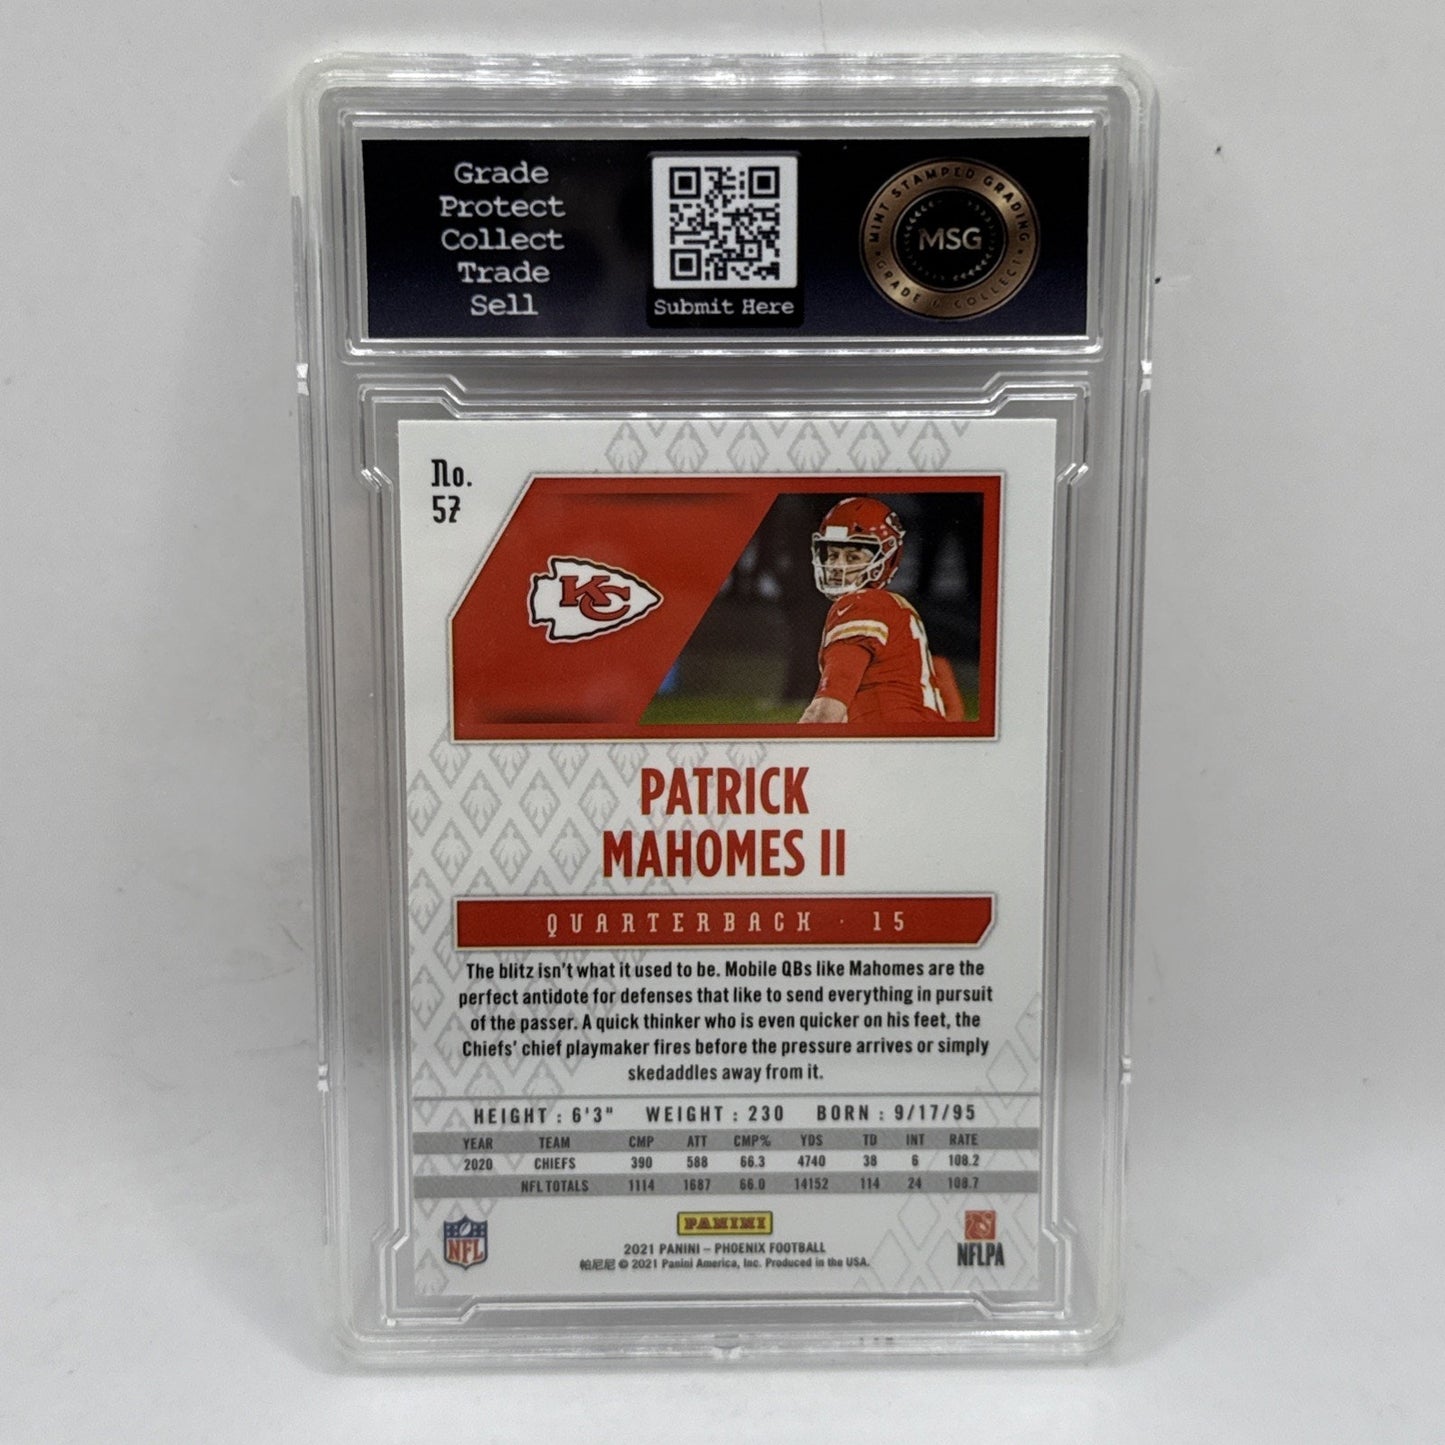 Grade
Protect
Collect
Trade
Sell
Submit Here
MINT STAMPED GRADING
MSG
GRADE & COLLECT
No.
57
KC
PATRICK
MAHOMES II
QUARTERBACK · 15
The blitz isn't what it used to be. Mobile QBs like Mahomes are the
perfect antidote for defenses that like to send everything in pursuit
of the passer. A quick thinker who is even quicker on his feet, the
Chiefs' chief playmaker fires before the pressure arrives or simply
skedaddles away from it.
HEIGHT : 6'3" WEIGHT : 230 BORN : 9/17/95
YEAR TEAM CMP ATT CMP% YDS TD INT RATE
2020 CHIEFS 390 588 66.3 4740 38 6 108.2
NFL TOTALS 1114 1687 66.0 14152 114 24 108.7
NFL
PANINI
NFLPA
2021 PANINI – PHOENIX FOOTBALL
帕尼尼 © 2021 Panini America, Inc. Produced in the USA.